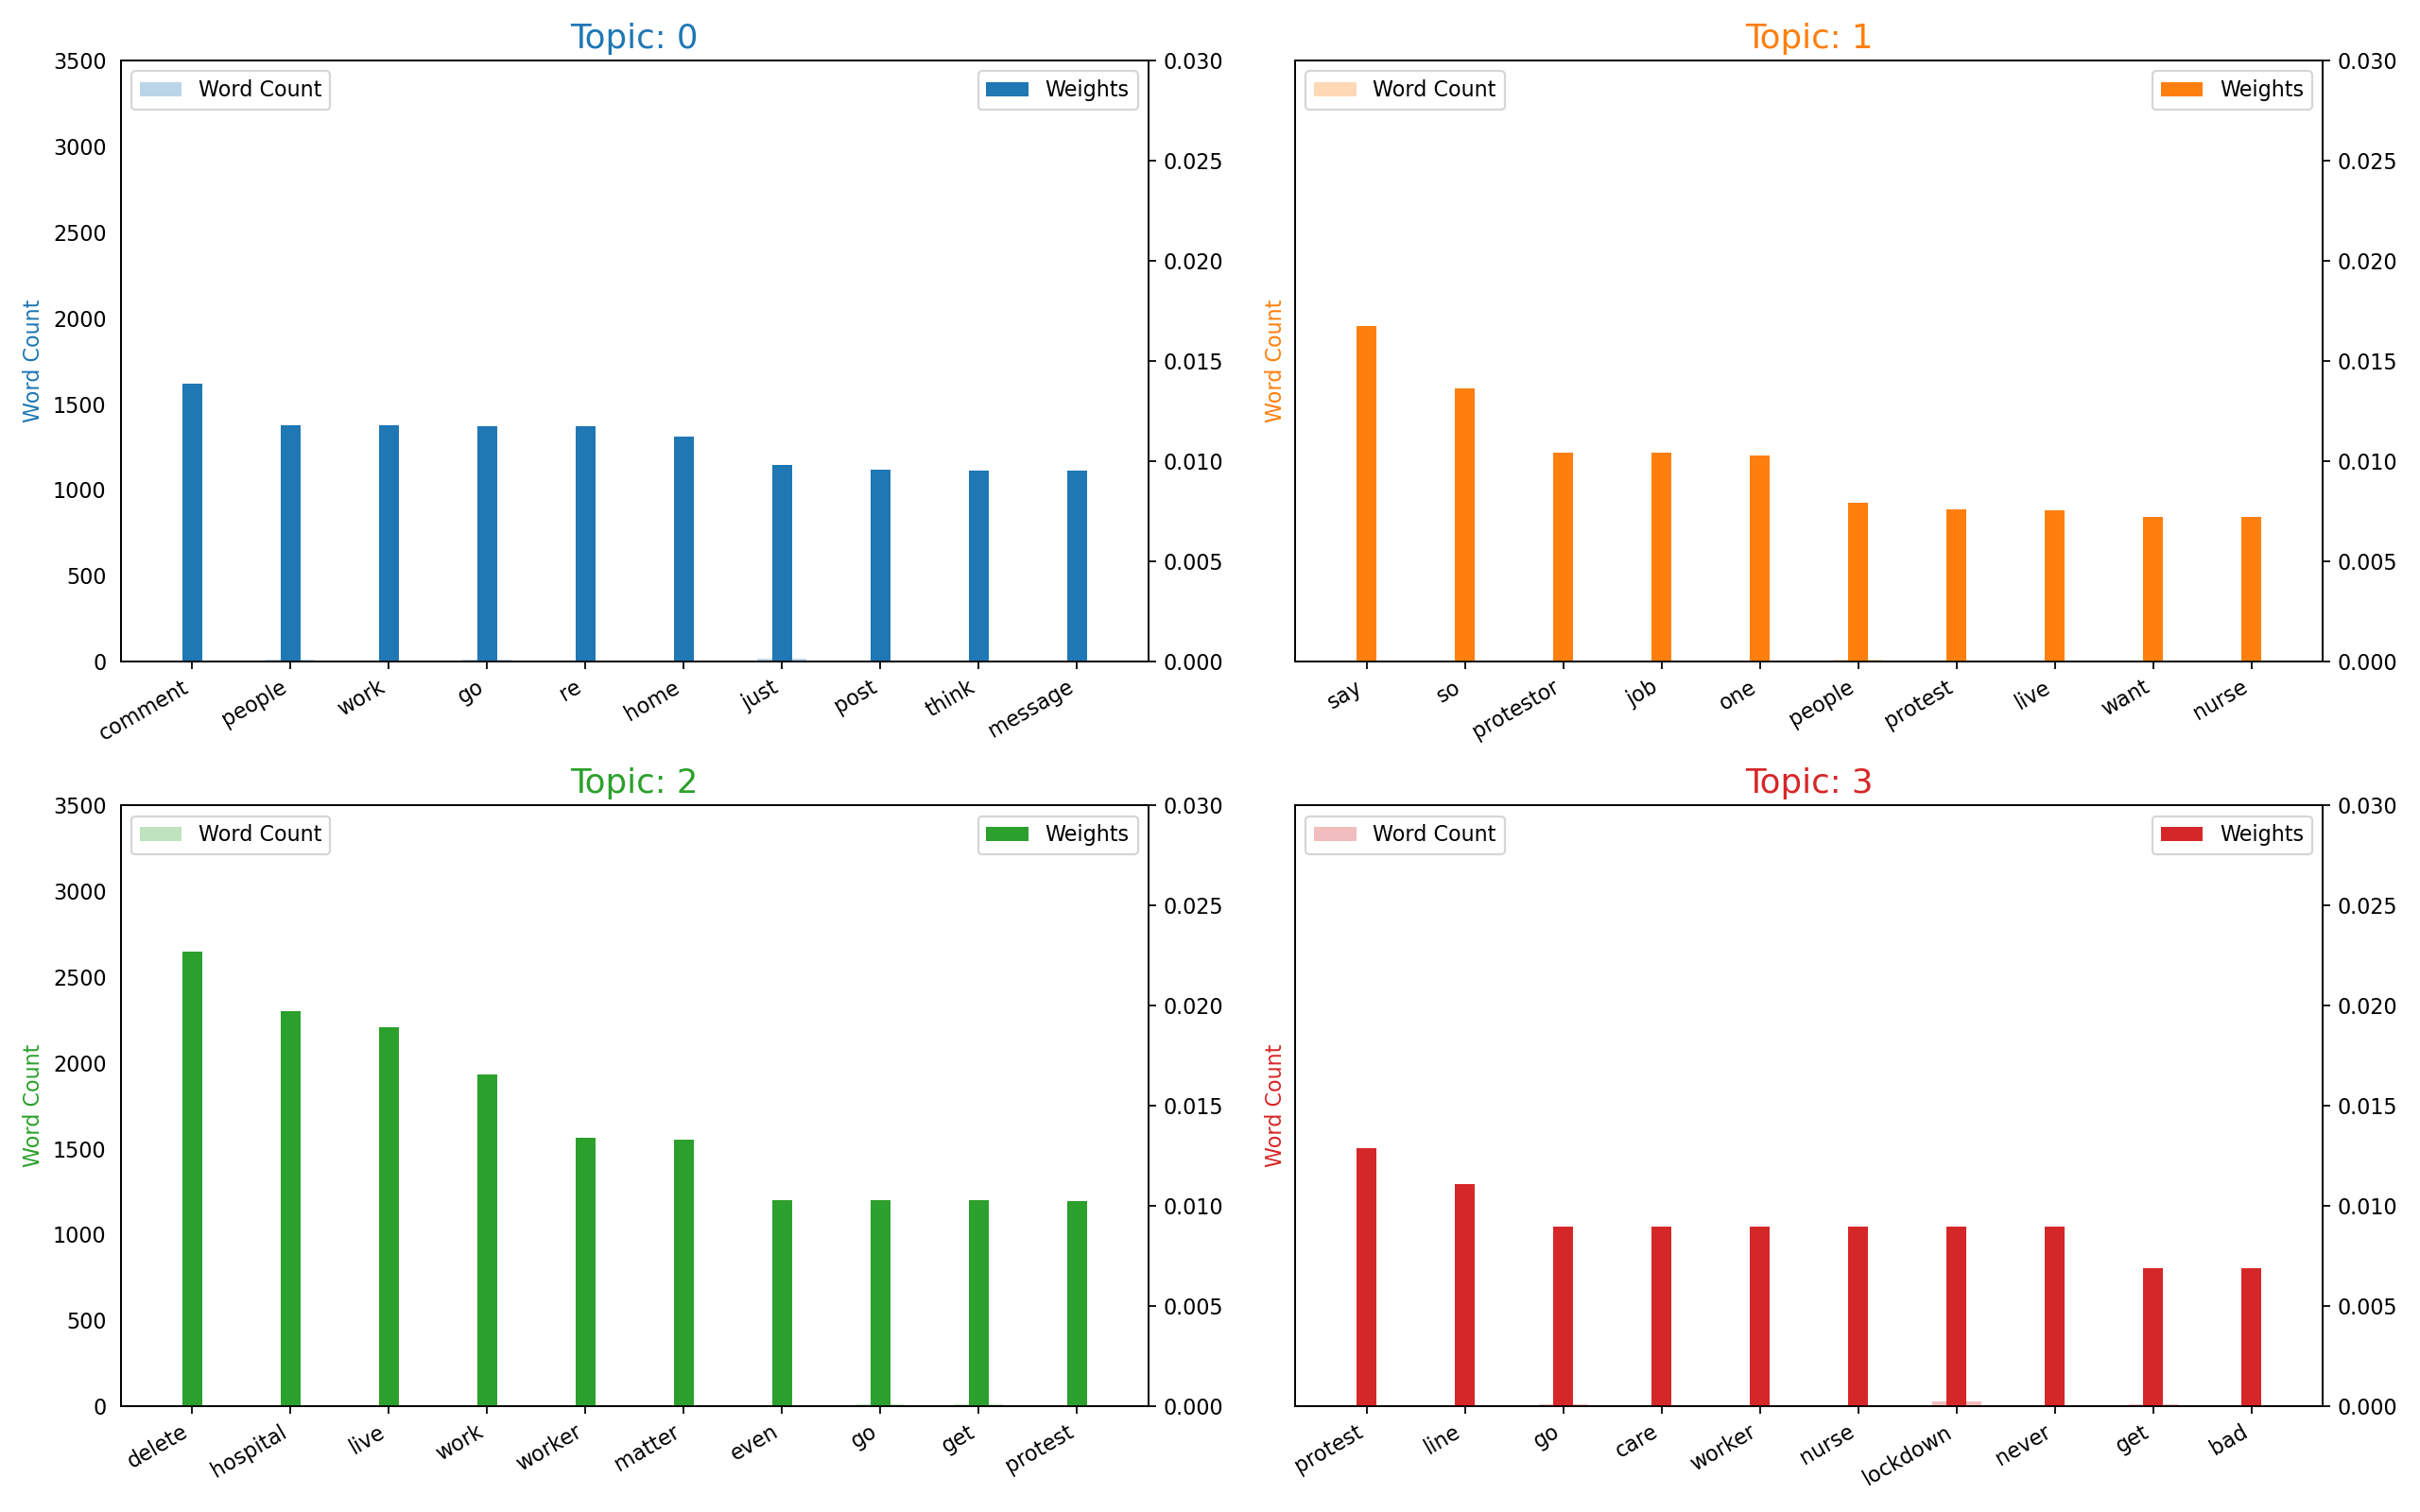 Topic: 0
Topic: 1
3500
3000
2500
2000
1500
1000
500
0
Word Count
Word Count
Weights
0.030
0.025
0.020
0.015
0.010
0.005
0.000
comment
people
work
go
re
home
just
post
think
message
Word Count
Word Count
Weights
0.030
0.025
0.020
0.015
0.010
0.005
0.000
say
so
protestor
job
one
people
protest
live
want
nurse
Topic: 2
Topic: 3
3500
3000
2500
2000
1500
1000
500
0
Word Count
Word Count
Weights
0.030
0.025
0.020
0.015
0.010
0.005
0.000
delete
hospital
live
work
worker
matter
even
go
get
protest
Word Count
Word Count
Weights
0.030
0.025
0.020
0.015
0.010
0.005
0.000
protest
line
go
care
worker
nurse
lockdown
never
get
bad